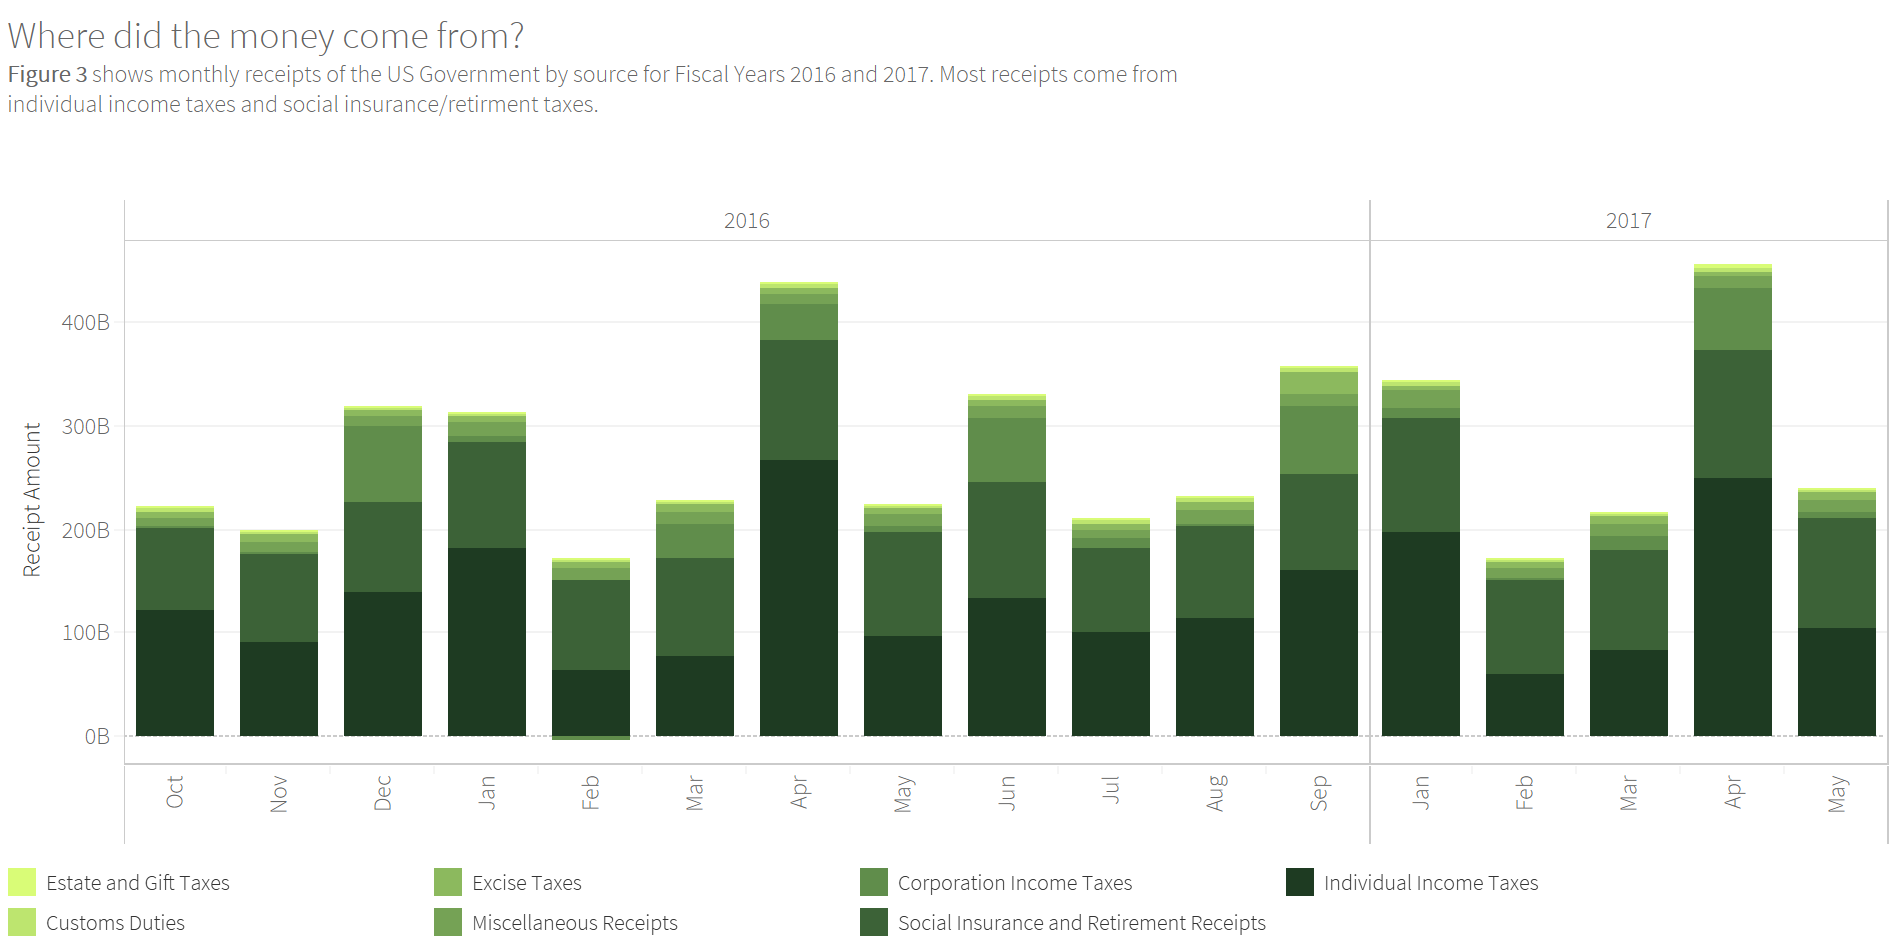 Where did the money come from?
Figure 3 shows monthly receipts of the US Government by source for Fiscal Years 2016 and 2017. Most receipts come from
individual income taxes and social insurance/retirment taxes.
2016 2017
Receipt Amount
400B
300B
200B
100B
0B
Oct Nov Dec Jan Feb Mar Apr May Jun Jul Aug Sep Jan Feb Mar Apr May
Estate and Gift Taxes Excise Taxes Corporation Income Taxes Individual Income Taxes
Customs Duties Miscellaneous Receipts Social Insurance and Retirement Receipts